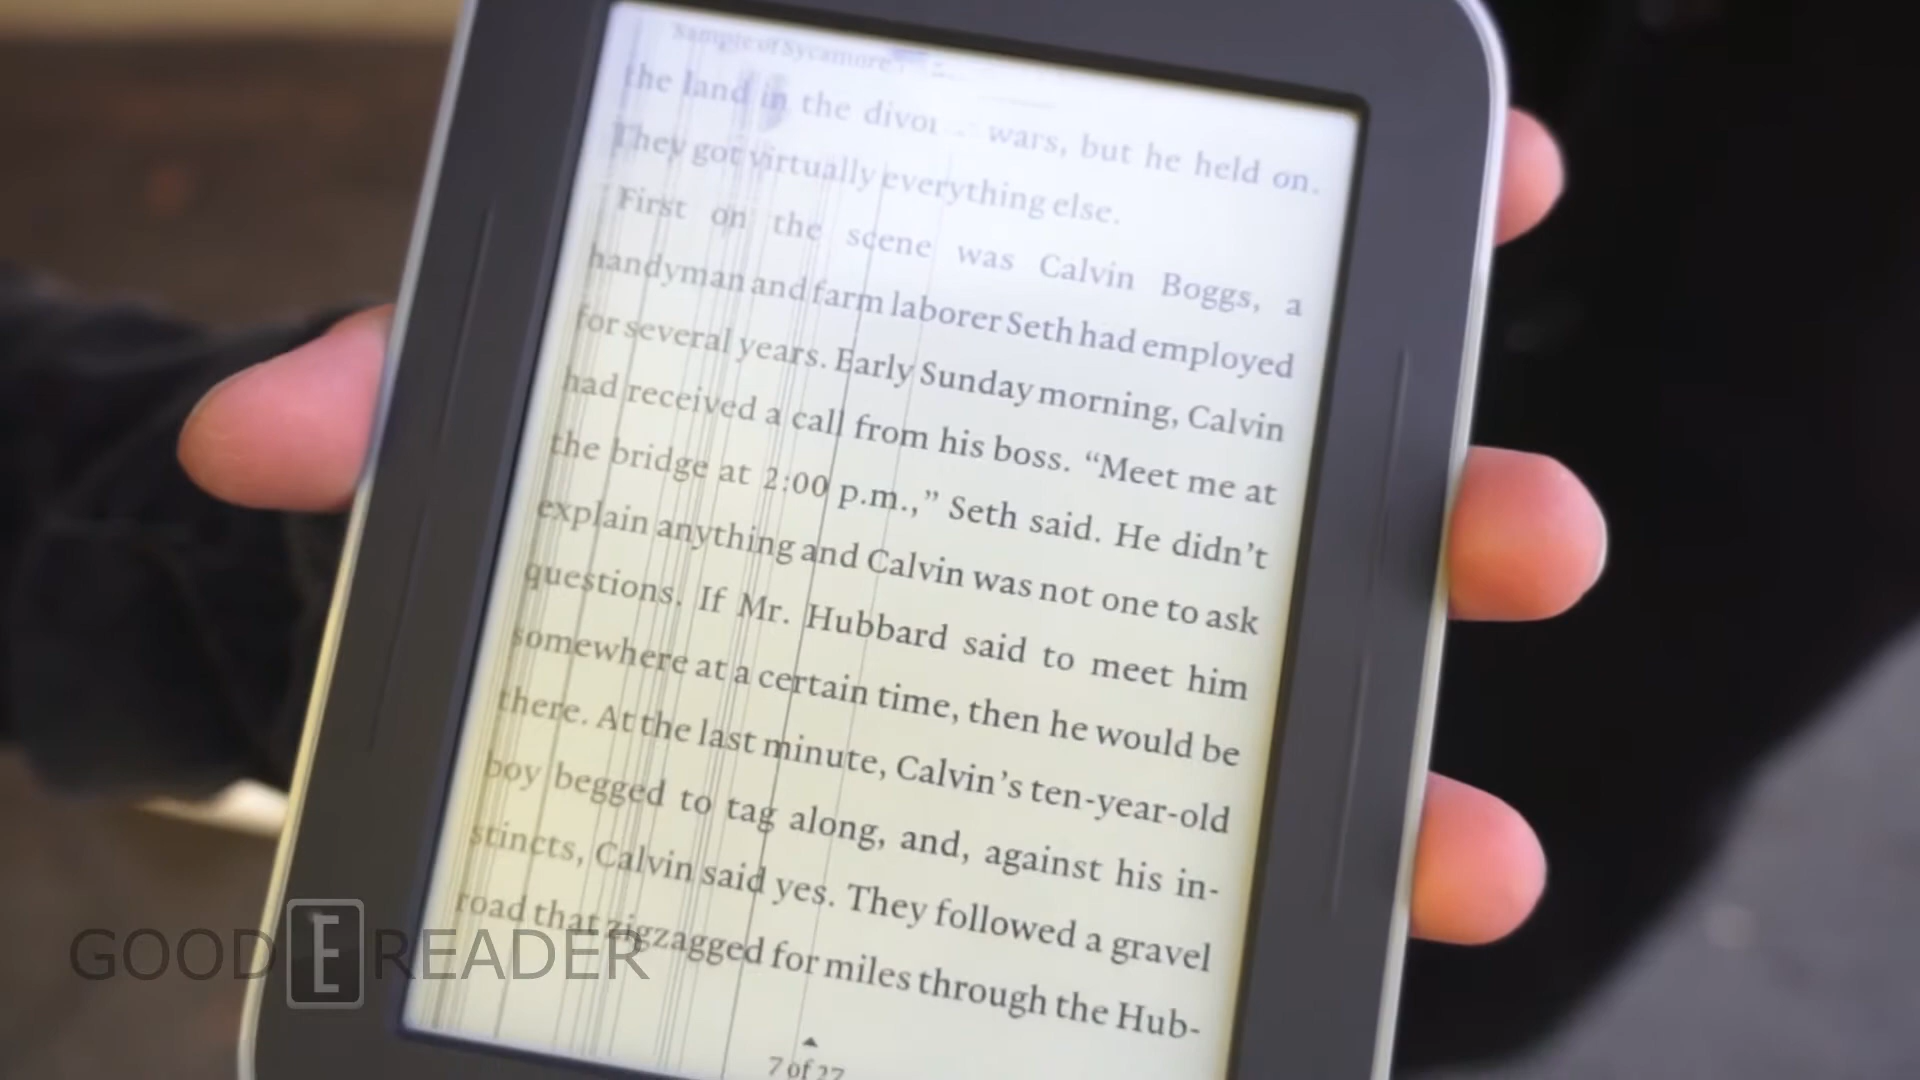 Sample of Sycamore
the land in the divor wars, but he held on.
They got virtually everything else.
First on the scene was Calvin Boggs, a
handyman and farm laborer Seth had employed
for several years. Early Sunday morning, Calvin
had received a call from his boss. “Meet me at
the bridge at 2:00 p.m.,” Seth said. He didn’t
explain anything and Calvin was not one to ask
questions. If Mr. Hubbard said to meet him
somewhere at a certain time, then he would be
there. At the last minute, Calvin’s ten-year-old
boy begged to tag along, and, against his in-
stincts, Calvin said yes. They followed a gravel
road that zigzagged for miles through the Hub-
7 of 27
GOOD E READER